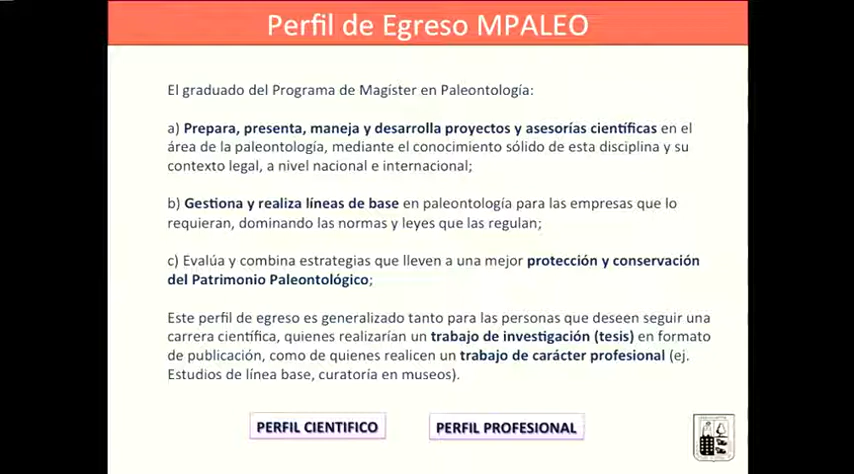 Perfil de Egreso MPALEO
El graduado del Programa de Magíster en Paleontología:
a) Prepara, presenta, maneja y desarrolla proyectos y asesorías científicas en el
área de la paleontología, mediante el conocimiento sólido de esta disciplina y su
contexto legal, a nivel nacional e internacional;
b) Gestiona y realiza líneas de base en paleontología para las empresas que lo
requieran, dominando las normas y leyes que las regulan;
c) Evalúa y combina estrategias que lleven a una mejor protección y conservación
del Patrimonio Paleontológico;
Este perfil de egreso es generalizado tanto para las personas que deseen seguir una
carrera científica, quienes realizarían un trabajo de investigación (tesis) en formato
de publicación, como de quienes realicen un trabajo de carácter profesional (ej.
Estudios de línea base, curatoría en museos).
PERFIL CIENTIFICO
PERFIL PROFESIONAL